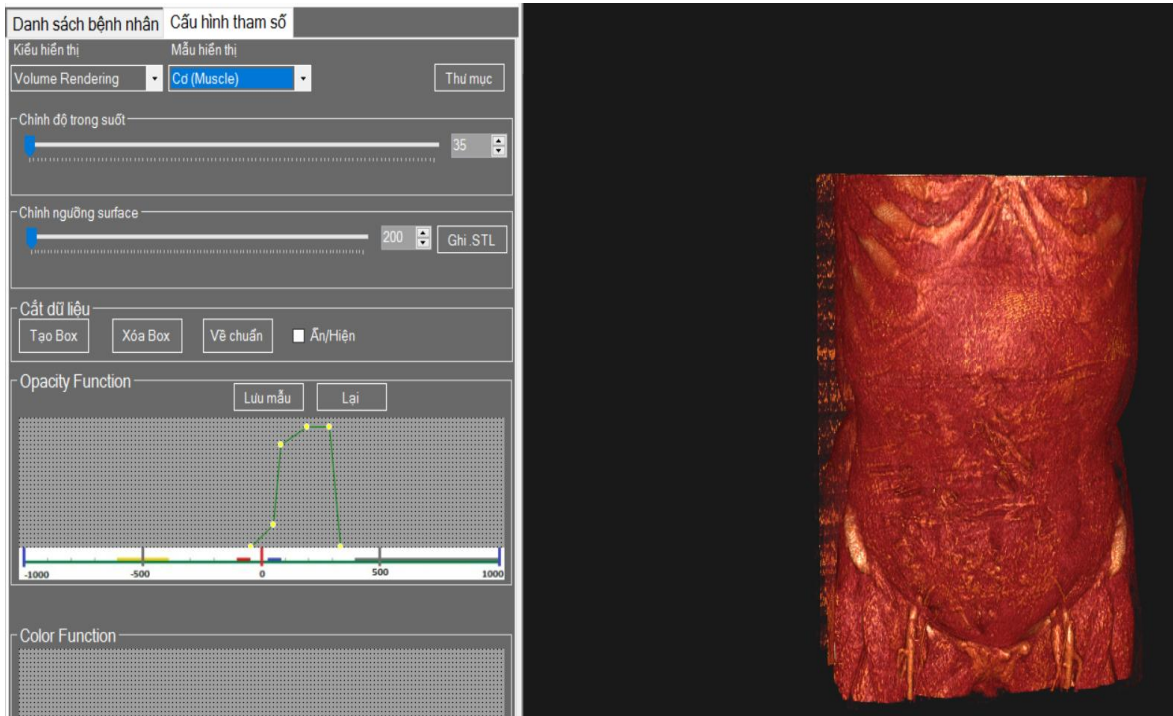 Danh sách bệnh nhân Cấu hình tham số
Kiểu hiển thị Mẫu hiển thị
Volume Rendering Cơ (Muscle) Thư mục
Chỉnh độ trong suốt
35
Chỉnh ngưỡng surface
200 Ghi .STL
Cắt dữ liệu
Tạo Box Xóa Box Về chuẩn Ẩn/Hiện
Opacity Function
Lưu mẫu Lại
-1000 -500 0 500 1000
Color Function